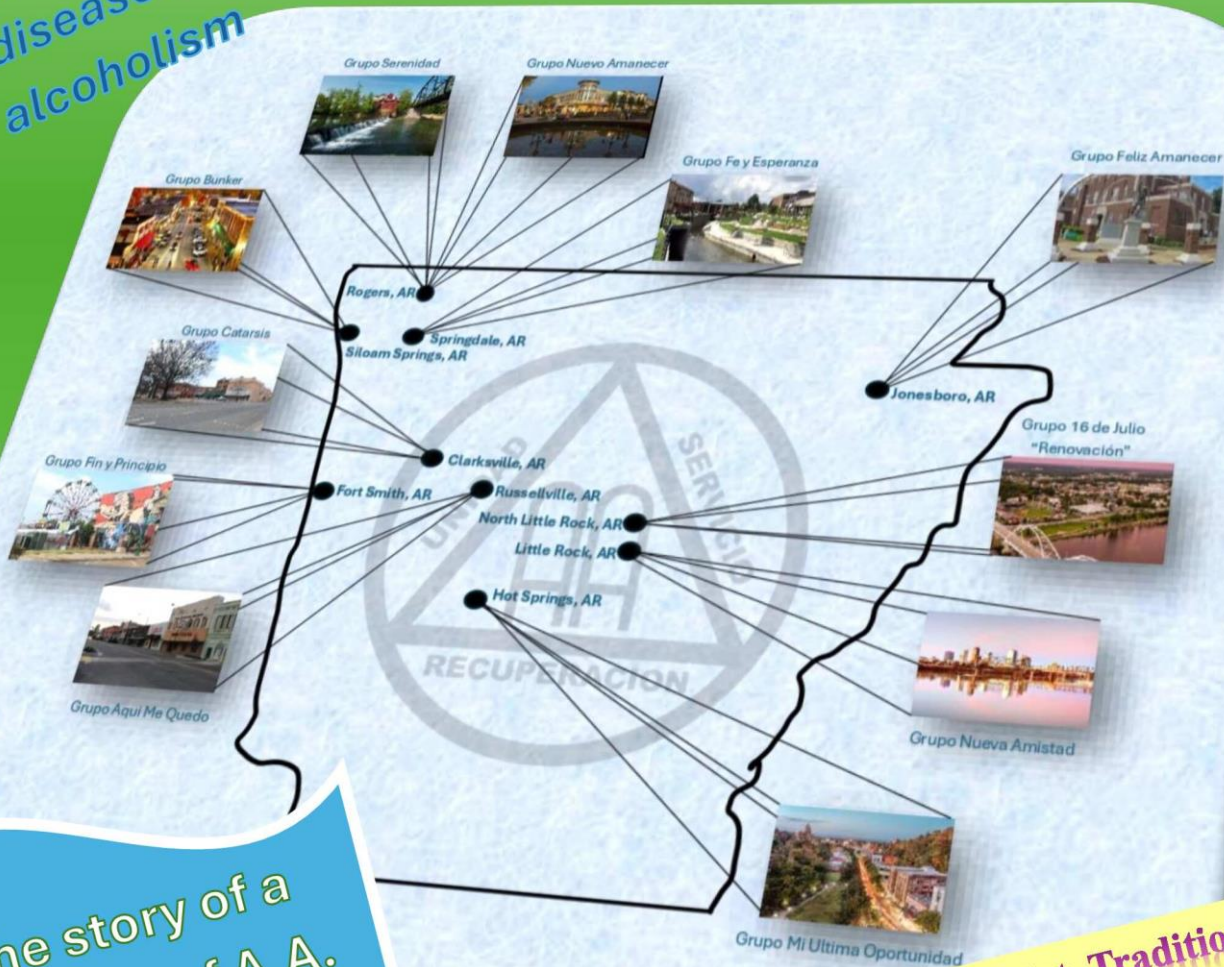 disease
alcoholism
Grupo Serenidad
Grupo Nuevo Amanecer
Grupo Fe y Esperanza
Grupo Feliz Amanecer
Grupo Bunker
Rogers, AR
Springdale, AR
Siloam Springs, AR
Grupo Catarsis
Jonesboro, AR
Grupo 16 de Julio
"Renovación"
Clarksville, AR
Grupo Fin y Principio
Fort Smith, AR
Russellville, AR
North Little Rock, AR
Little Rock, AR
Hot Springs, AR
SERVICIO
AA
RECUPERACION
Grupo Aqui Me Quedo
Grupo Nueva Amistad
Grupo Mi Ultima Oportunidad
story of a
A.A.